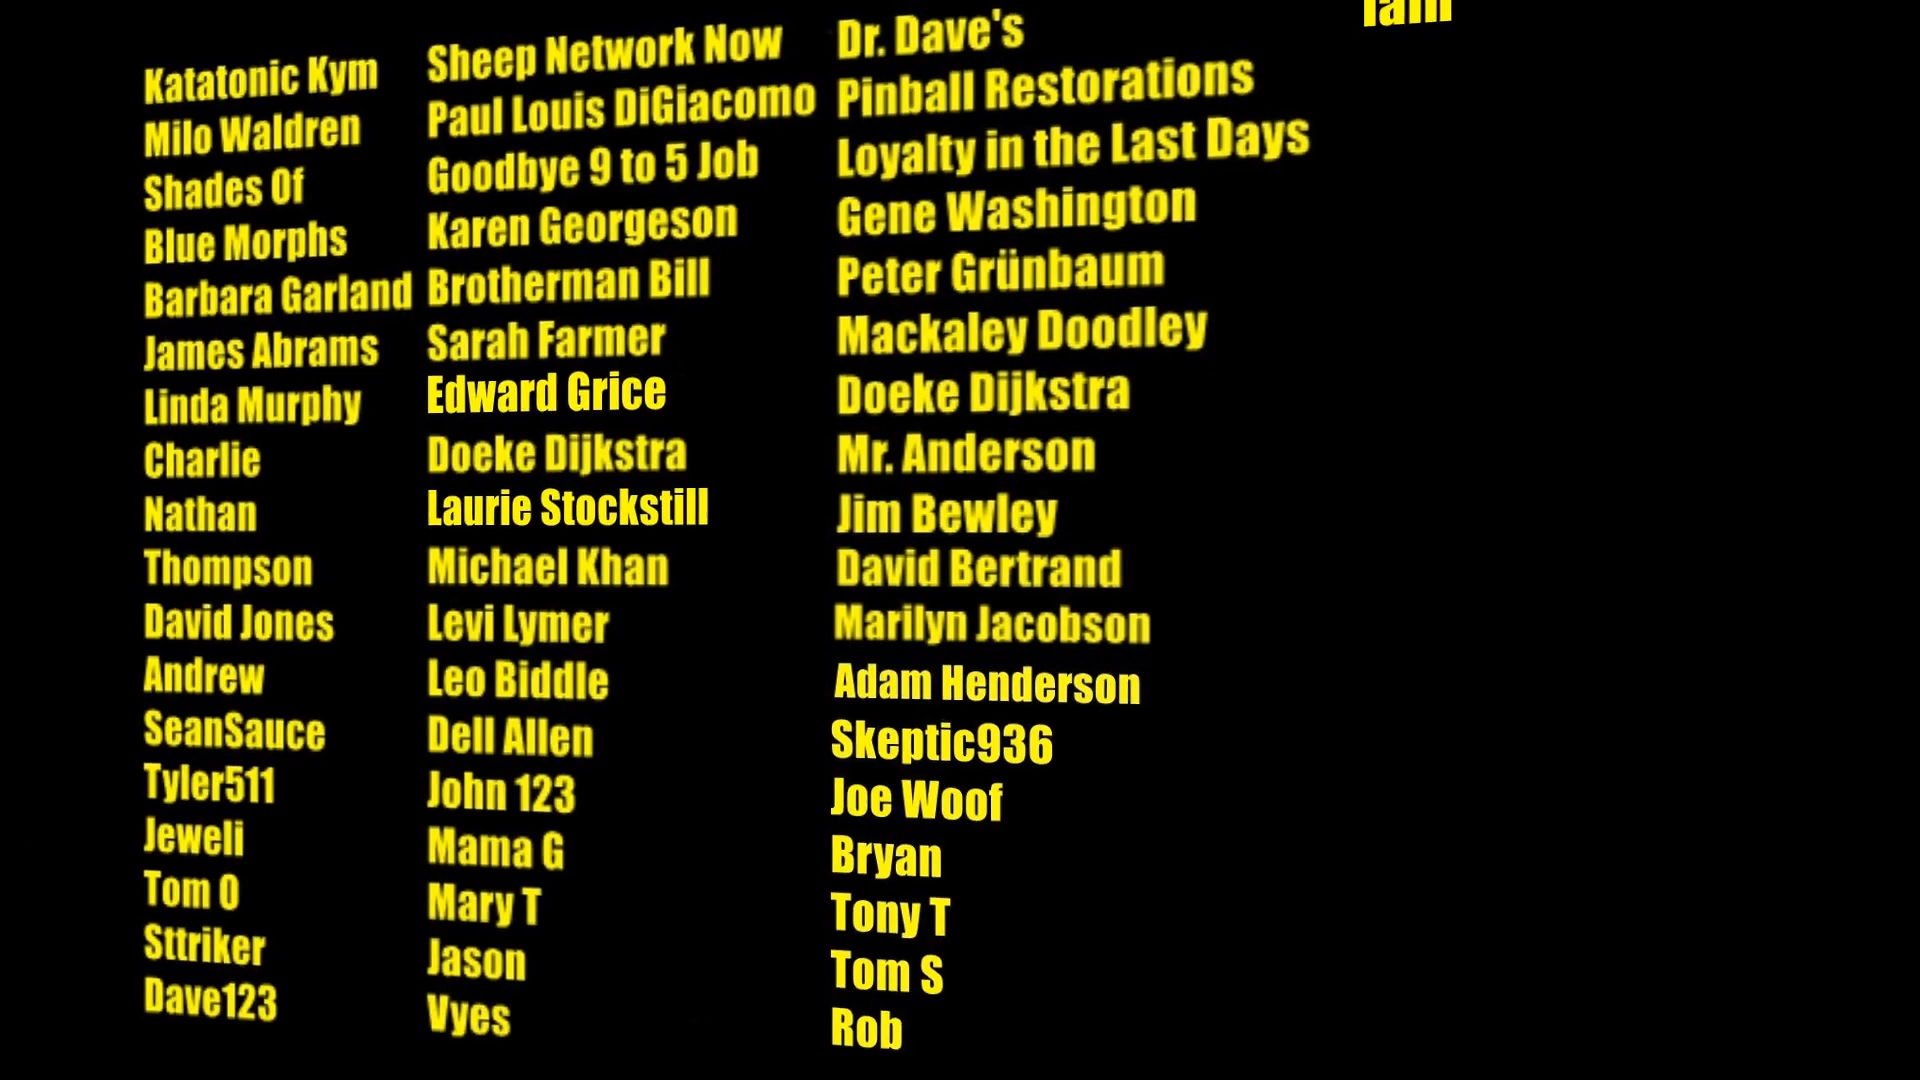 Katatonic Kym
Milo Waldren
Shades Of
Blue Morphs
Barbara Garland
James Abrams
Linda Murphy
Charlie
Nathan
Thompson
David Jones
Andrew
SeanSauce
Tyler511
Jeweli
Tom O
Sttriker
Dave123
Sheep Network Now
Paul Louis DiGiacomo
Goodbye 9 to 5 Job
Karen Georgeson
Brotherman Bill
Sarah Farmer
Edward Grice
Doeke Dijkstra
Laurie Stockstill
Michael Khan
Levi Lymer
Leo Biddle
Dell Allen
John 123
Mama G
Mary T
Jason
Vyes
Dr. Dave's
Pinball Restorations
Loyalty in the Last Days
Gene Washington
Peter Grünbaum
Mackaley Doodley
Doeke Dijkstra
Mr. Anderson
Jim Bewley
David Bertrand
Marilyn Jacobson
Adam Henderson
Skeptic936
Joe Woof
Bryan
Tony T
Tom S
Rob